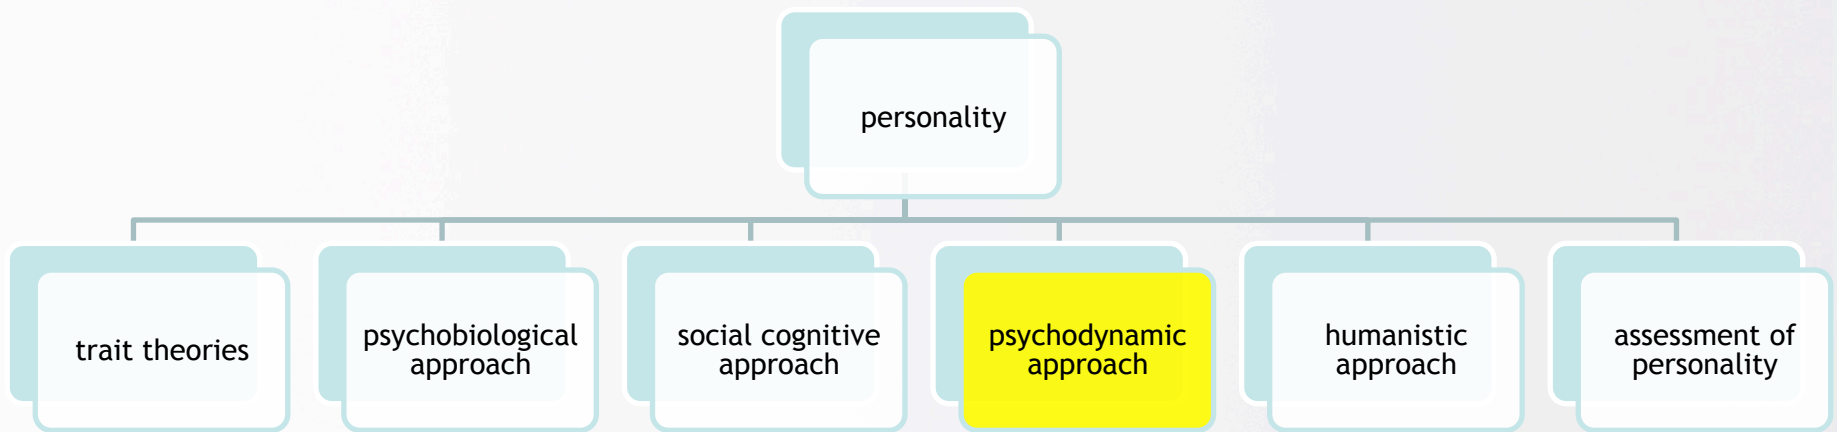 personality
trait theories
psychobiological
approach
social cognitive
approach
psychodynamic
approach
humanistic
approach
assessment of
personality